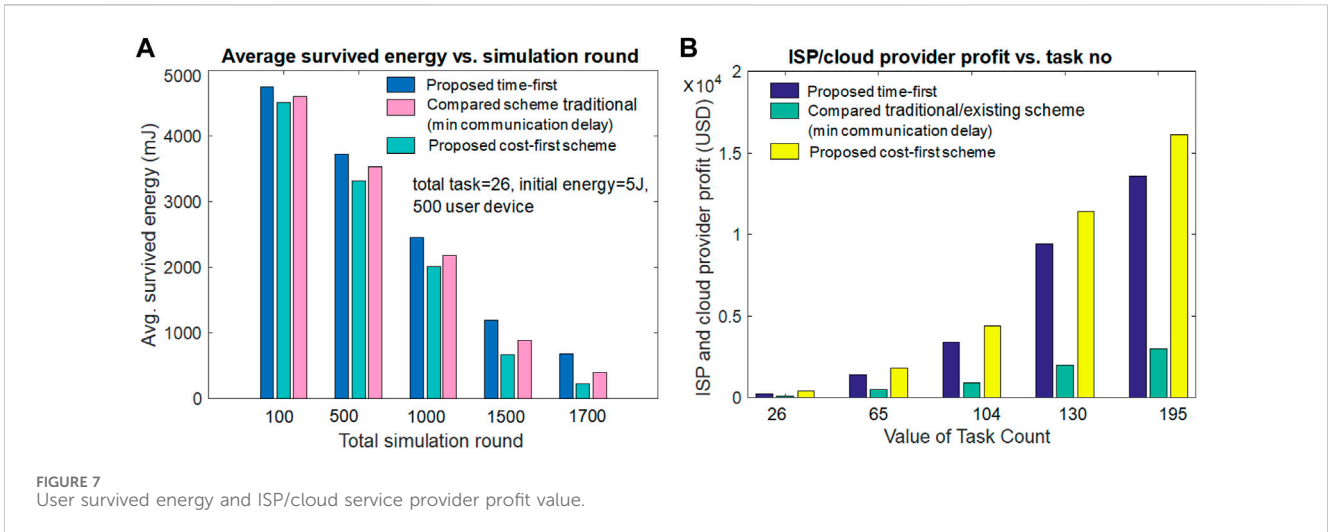 A
Average survived energy vs. simulation round
5000
4000
3000
2000
1000
0
Avg. survived energy (mJ)
Proposed time-first
Compared scheme traditional
(min communication delay)
Proposed cost-first scheme
total task=26, initial energy=5J,
500 user device
100 500 1000 1500 1700
Total simulation round
B
ISP/cloud provider profit vs. task no
X10⁴
2
1.5
1
0.5
0
ISP and cloud provider profit (USD)
Proposed time-first
Compared traditional/existing scheme
(min communication delay)
Proposed cost-first scheme
26 65 104 130 195
Value of Task Count
FIGURE 7
User survived energy and ISP/cloud service provider profit value.